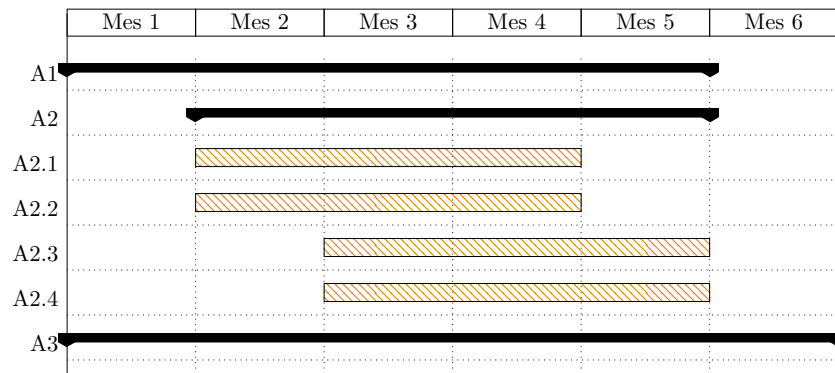 Mes 1 Mes 2 Mes 3 Mes 4 Mes 5 Mes 6
A1
A2
A2.1
A2.2
A2.3
A2.4
A3